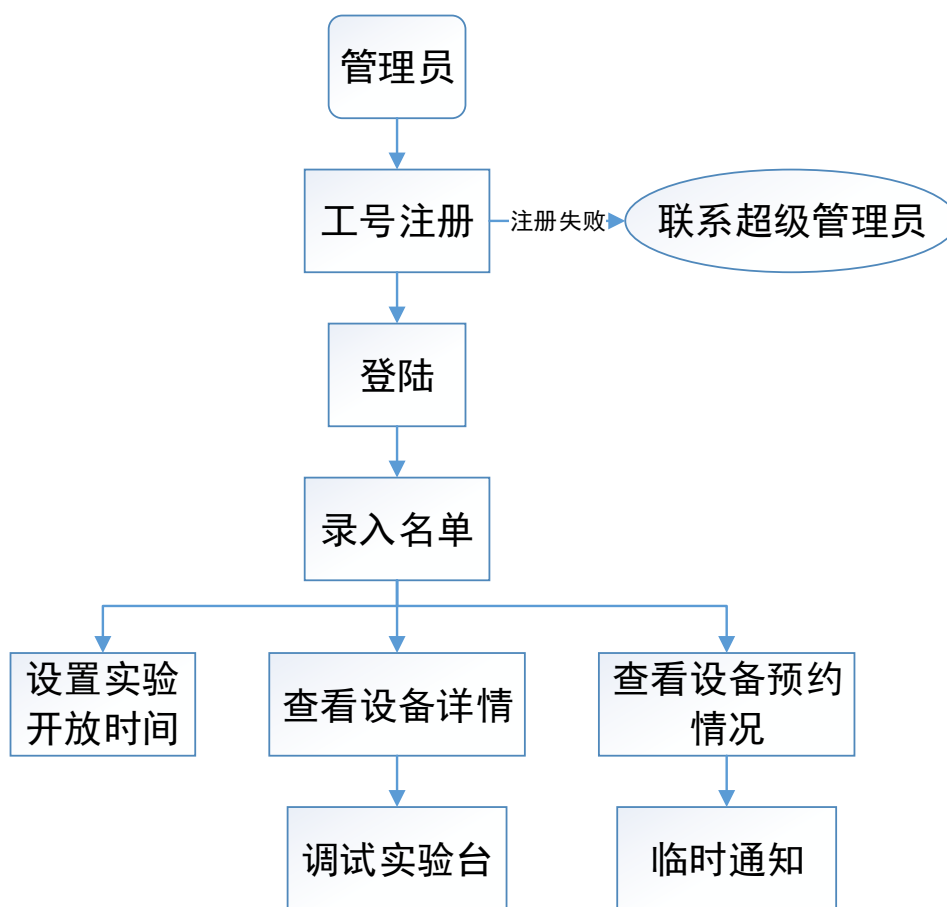 管理员
工号注册
注册失败
联系超级管理员
登陆
录入名单
设置实验
开放时间
查看设备详情
查看设备预约
情况
调试实验台
临时通知